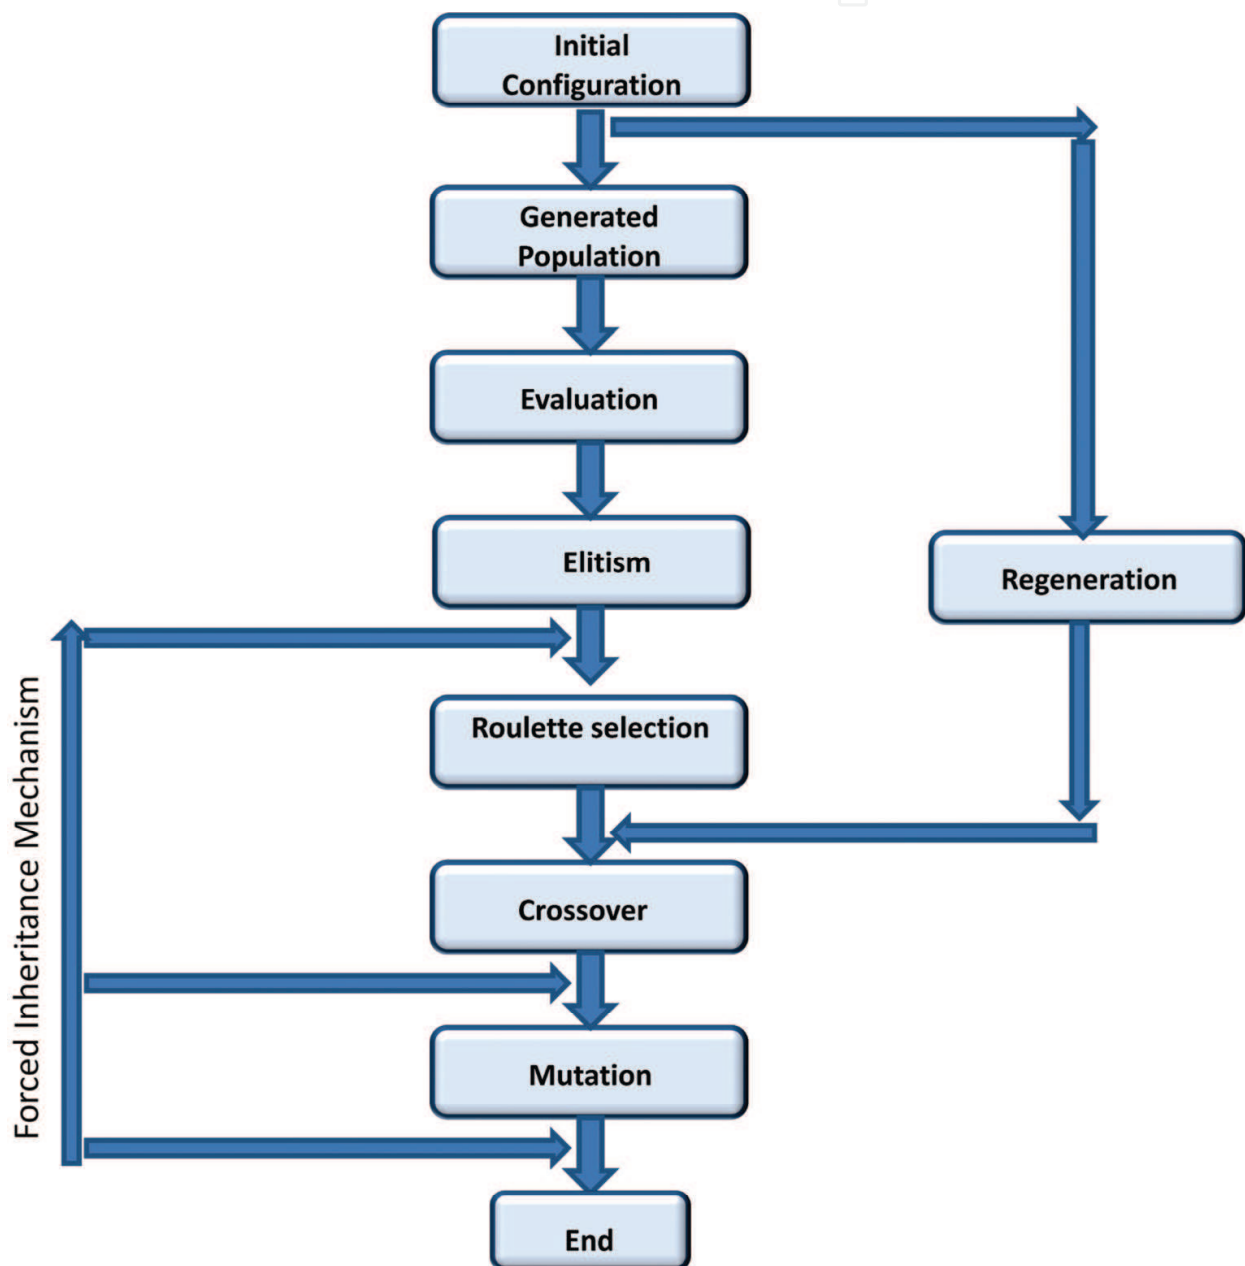 Initial
Configuration
Generated
Population
Evaluation
Elitism
Regeneration
Roulette selection
Crossover
Mutation
End
Forced Inheritance Mechanism